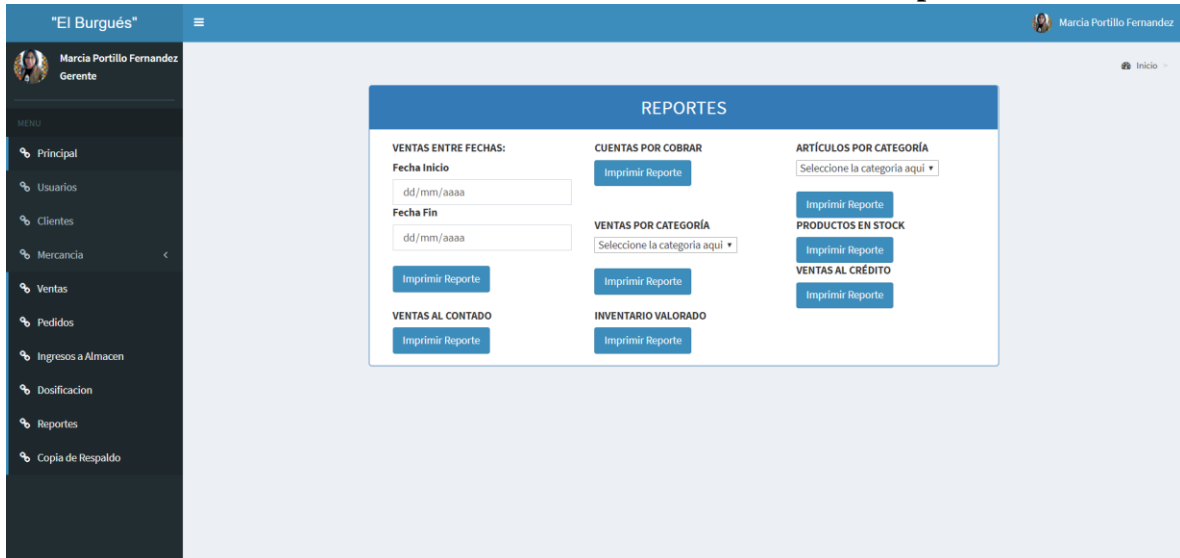 "El Burgués"
Marcia Portillo Fernandez
Marcia Portillo Fernandez
Gerente
Inicio
MENU
Principal
Usuarios
Clientes
Mercancia
Ventas
Pedidos
Ingresos a Almacen
Dosificacion
Reportes
Copia de Respaldo
REPORTES
VENTAS ENTRE FECHAS:
Fecha Inicio
dd/mm/aaaa
Fecha Fin
dd/mm/aaaa
Imprimir Reporte
VENTAS AL CONTADO
Imprimir Reporte
CUENTAS POR COBRAR
Imprimir Reporte
VENTAS POR CATEGORÍA
Seleccione la categoria aqui
Imprimir Reporte
INVENTARIO VALORADO
Imprimir Reporte
ARTÍCULOS POR CATEGORÍA
Seleccione la categoria aqui
Imprimir Reporte
PRODUCTOS EN STOCK
Imprimir Reporte
VENTAS AL CRÉDITO
Imprimir Reporte